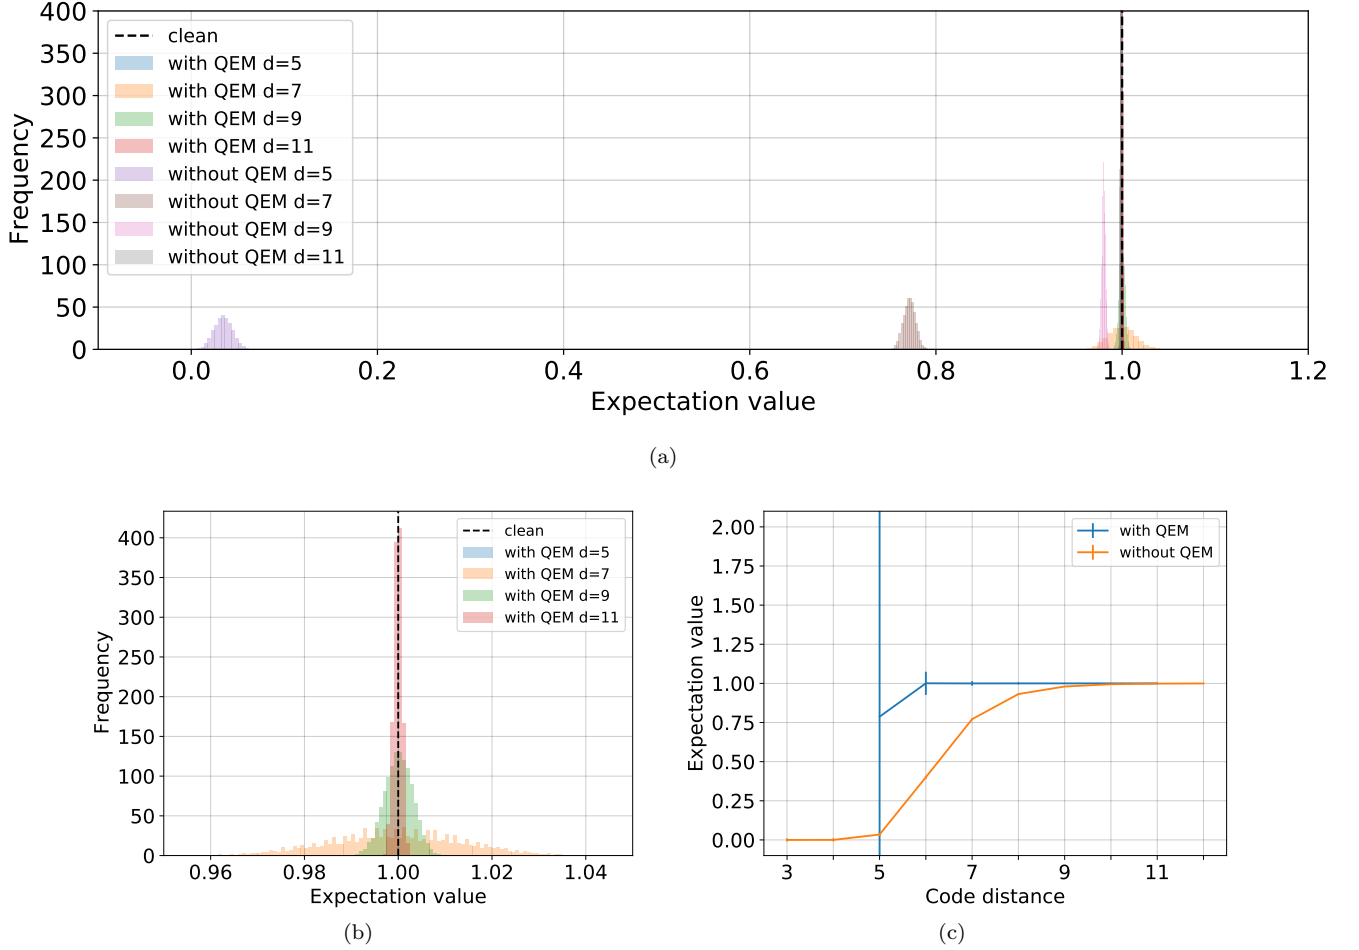 400
350
300
250
200
150
100
50
0
Frequency
clean
with QEM d=5
with QEM d=7
with QEM d=9
with QEM d=11
without QEM d=5
without QEM d=7
without QEM d=9
without QEM d=11
0.0 0.2 0.4 0.6 0.8 1.0 1.2
Expectation value
(a)
400
350
300
250
200
150
100
50
0
Frequency
clean
with QEM d=5
with QEM d=7
with QEM d=9
with QEM d=11
0.96 0.98 1.00 1.02 1.04
Expectation value
(b)
2.00
1.75
1.50
1.25
1.00
0.75
0.50
0.25
0.00
Expectation value
with QEM
without QEM
3 5 7 9 11
Code distance
(c)